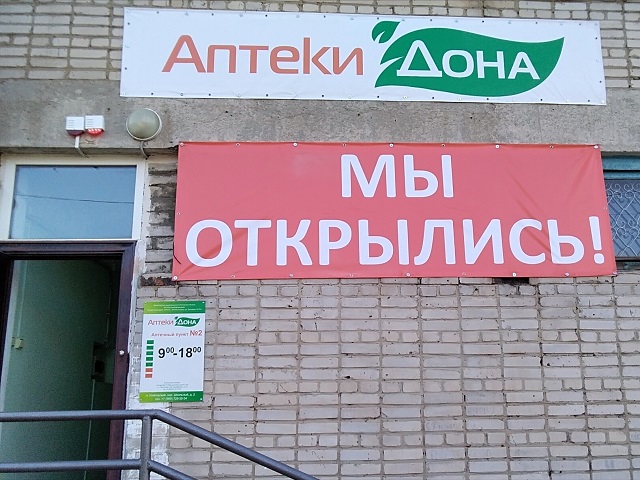 Аптеки Дона
МЫ
ОТКРЫЛИСЬ!
Аптеки Дона
Аптечный пункт №2
9⁰⁰-18⁰⁰